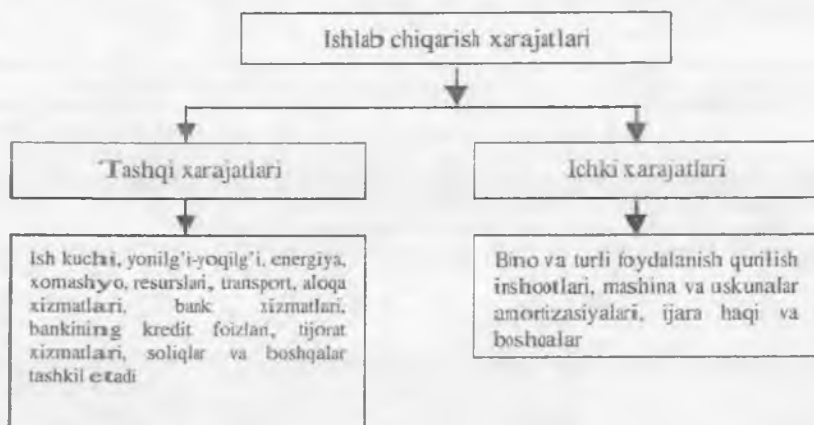 Ishlab chiqarish xarajatlari
Tashqi xarajatlari
Ichki xarajatlari
Ish kuchi, yonilg'i-yoqilg'i, energiya,
xomashyo, resurslari, transport, aloqa
xizmatlari, bank xizmatlari,
bankining kredit foizlari, tijorat
xizmatlari, soliqlar va boshqalar
tashkil etadi
Bino va turli foydalanish qurilish
inshootlari, mashina va uskunalar
amortizasiyalari, ijara haqi va
boshqalar